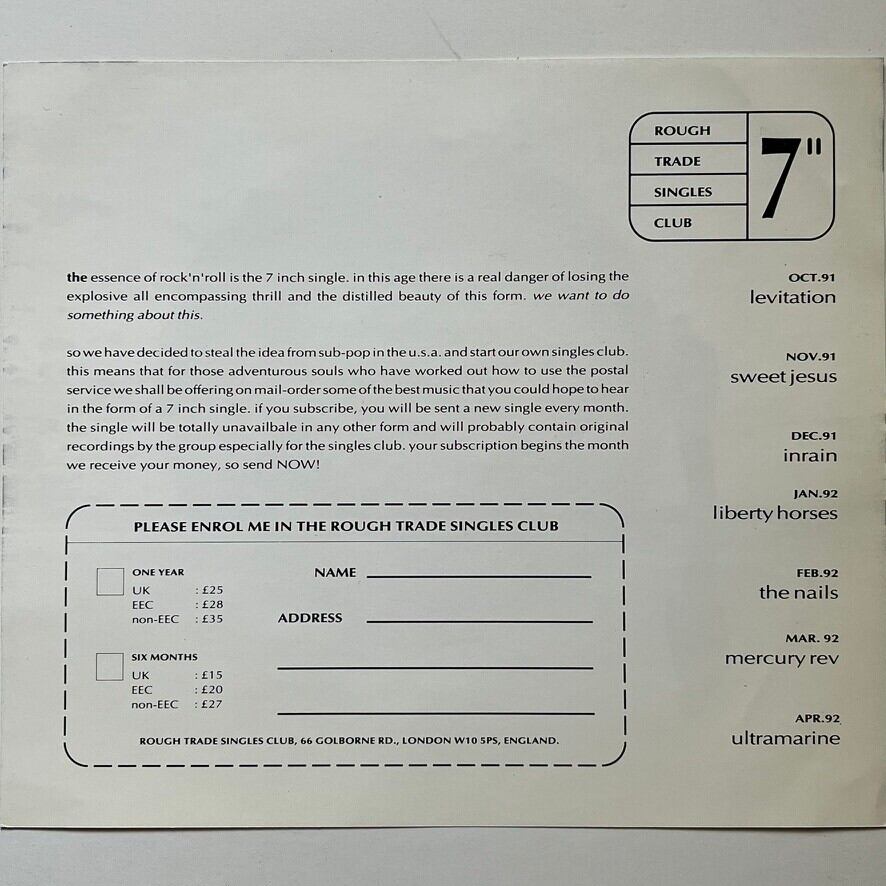 ROUGH
TRADE
SINGLES
CLUB
7"
the essence of rock'n'roll is the 7 inch single. in this age there is a real danger of losing the
explosive all encompassing thrill and the distilled beauty of this form. we want to do
something about this.
so we have decided to steal the idea from sub-pop in the u.s.a. and start our own singles club.
this means that for those adventurous souls who have worked out how to use the postal
service we shall be offering on mail-order some of the best music that you could hope to hear
in the form of a 7 inch single. if you subscribe, you will be sent a new single every month.
the single will be totally unavailbale in any other form and will probably contain original
recordings by the group especially for the singles club. your subscription begins the month
we receive your money, so send NOW!
PLEASE ENROL ME IN THE ROUGH TRADE SINGLES CLUB
ONE YEAR
UK : £25
EEC : £28
non-EEC : £35
SIX MONTHS
UK : £15
EEC : £20
non-EEC : £27
NAME
ADDRESS
ROUGH TRADE SINGLES CLUB, 66 GOLBORNE RD., LONDON W10 5PS, ENGLAND.
OCT.91
levitation
NOV.91
sweet jesus
DEC.91
inrain
JAN.92
liberty horses
FEB.92
the nails
MAR. 92
mercury rev
APR.92
ultramarine